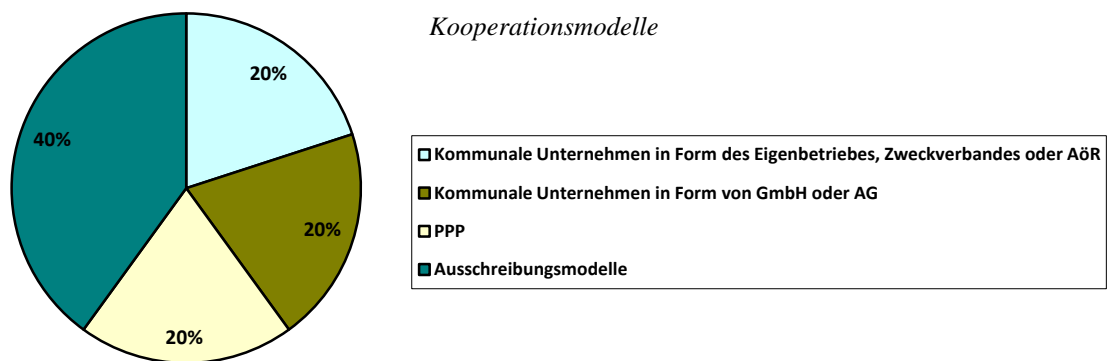 Kooperationsmodelle
20%
40%
20%
20%
Kommunale Unternehmen in Form des Eigenbetriebes, Zweckverbandes oder AöR
Kommunale Unternehmen in Form von GmbH oder AG
PPP
Ausschreibungsmodelle